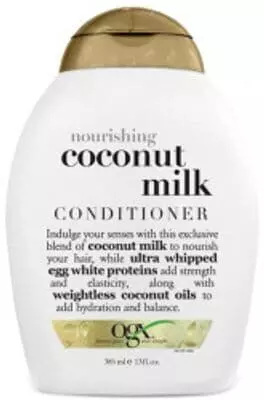 nourishing
coconut
milk
CONDITIONER
Indulge your senses with this exclusive
blend of coconut milk to nourish
your hair, while ultra whipped
egg white proteins add strength
and elasticity, along with
weightless coconut oils to
add hydration and balance.
ogx
385 ml e 13 fl. oz.